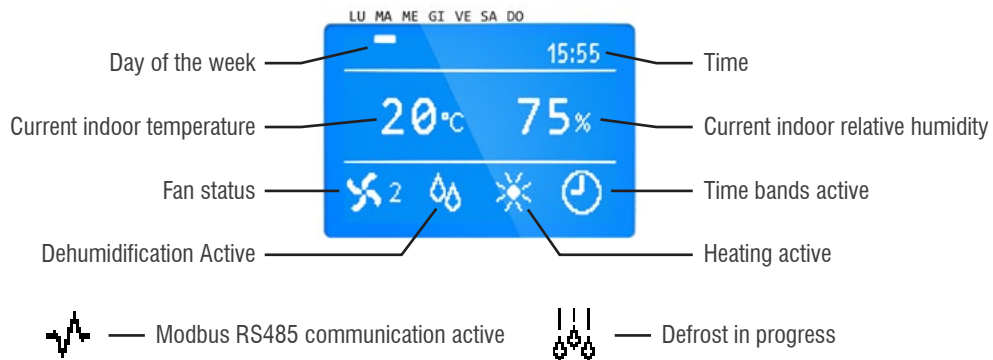 LU MA ME GI VE SA DO
Day of the week
15:55
Time
Current indoor temperature
20°C
75%
Current indoor relative humidity
Fan status
2
Time bands active
Dehumidification Active
Heating active
Modbus RS485 communication active
Defrost in progress